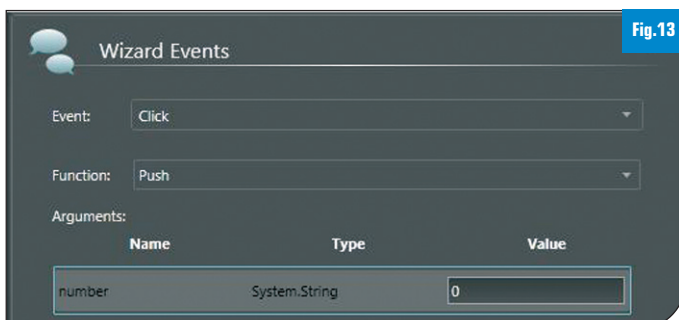 Fig.13
Wizard Events
Event: Click
Function: Push
Arguments:
Name Type Value
number System.String 0